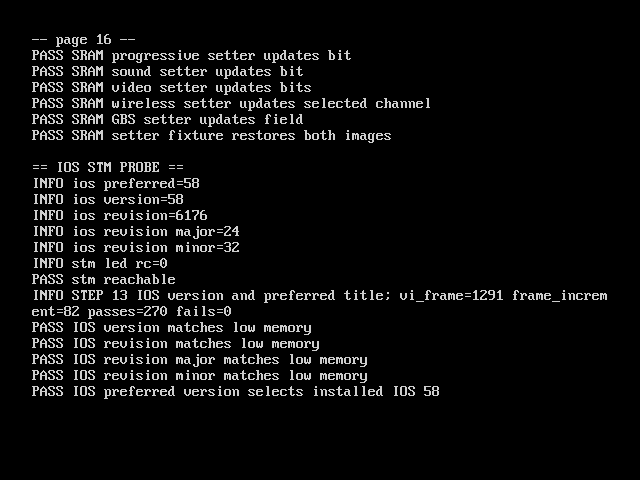 -- page 16 --
PASS SRAM progressive setter updates bit
PASS SRAM sound setter updates bit
PASS SRAM video setter updates bits
PASS SRAM wireless setter updates selected channel
PASS SRAM GBS setter updates field
PASS SRAM setter fixture restores both images
== IOS STM PROBE ==
INFO ios preferred=58
INFO ios version=58
INFO ios revision=6176
INFO ios revision major=24
INFO ios revision minor=32
INFO stm led rc=0
PASS stm reachable
INFO STEP 13 IOS version and preferred title; vi_frame=1291 frame_increm
ent=82 passes=270 fails=0
PASS IOS version matches low memory
PASS IOS revision matches low memory
PASS IOS revision major matches low memory
PASS IOS revision minor matches low memory
PASS IOS preferred version selects installed IOS 58